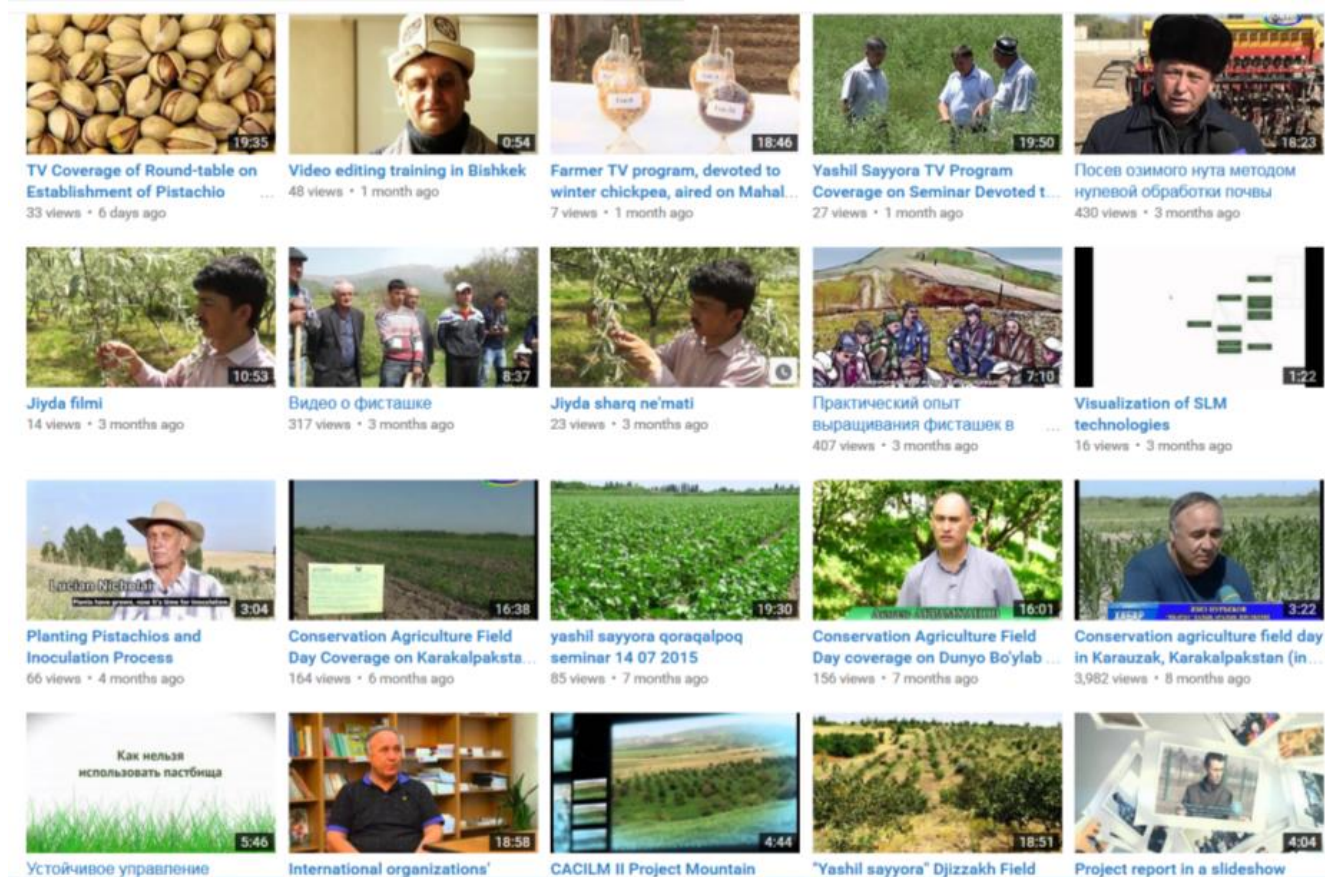 19:35
0:54
18:46
19:50
18:23
TV Coverage of Round-table on
Establishment of Pistachio ...
33 views • 6 days ago
Video editing training in Bishkek
48 views • 1 month ago
Farmer TV program, devoted to
winter chickpea, aired on Mahal...
7 views • 1 month ago
Yashil Sayyora TV Program
Coverage on Seminar Devoted t...
27 views • 1 month ago
Посев озимого нута методом
нулевой обработки почвы
430 views • 3 months ago
10:53
8:37
7:10
1:22
Jiyda filmi
14 views • 3 months ago
Видео о фисташке
317 views • 3 months ago
Jiyda sharq ne'mati
23 views • 3 months ago
Практический опыт
выращивания фисташек в ...
407 views • 3 months ago
Visualization of SLM
technologies
16 views • 3 months ago
Lucian Nicholai
Plants have grown, now it's time for inoculation
3:04
16:38
19:30
16:01
3:22
Planting Pistachios and
Inoculation Process
66 views • 4 months ago
Conservation Agriculture Field
Day Coverage on Karakalpaksta...
164 views • 6 months ago
yashil sayyora qoraqalpoq
seminar 14 07 2015
85 views • 7 months ago
Conservation Agriculture Field
Day coverage on Dunyo Bo'ylab ...
156 views • 7 months ago
Conservation agriculture field day
in Karauzak, Karakalpakstan (in...
3,982 views • 8 months ago
Как нельзя
использовать пастбища
5:46
18:58
4:44
18:51
4:04
Устойчивое управление
International organizations'
CACILM II Project Mountain
"Yashil sayyora" Djizzakh Field
Project report in a slideshow